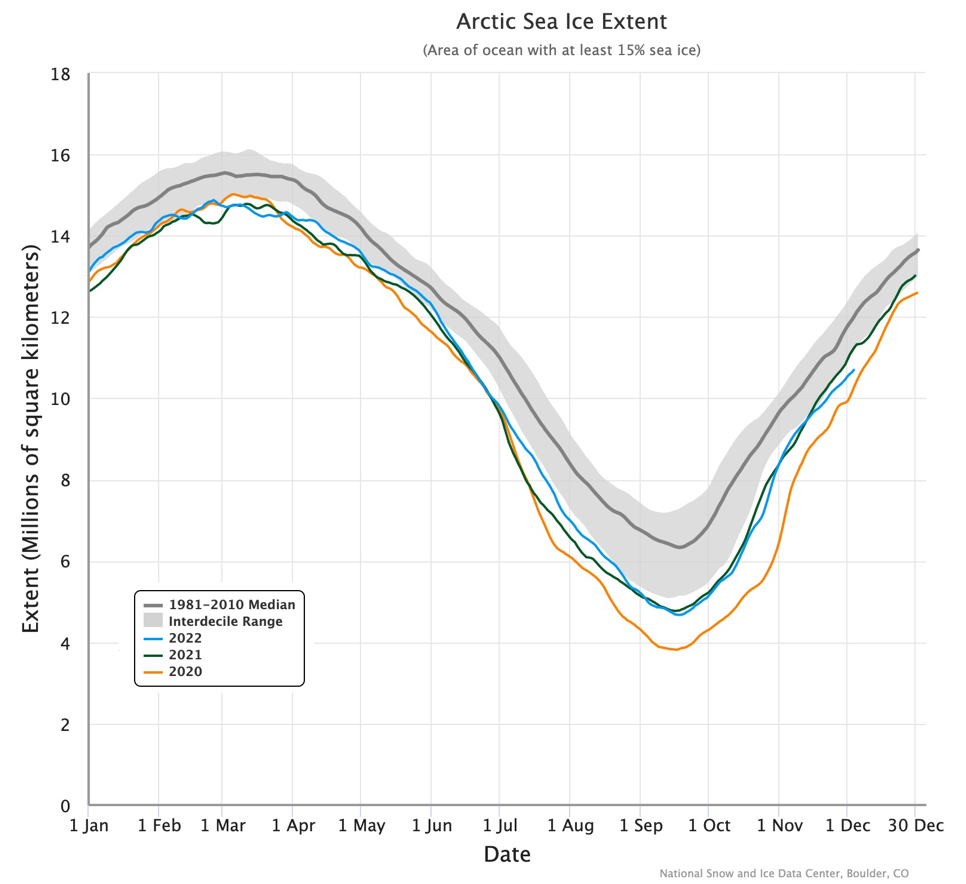 Arctic Sea Ice Extent
(Area of ocean with at least 15% sea ice)
Extent (Millions of square kilometers)
18
16
14
12
10
8
6
4
2
0
1981–2010 Median
Interdecile Range
2022
2021
2020
1 Jan 1 Feb 1 Mar 1 Apr 1 May 1 Jun 1 Jul 1 Aug 1 Sep 1 Oct 1 Nov 1 Dec 30 Dec
Date
National Snow and Ice Data Center, Boulder, CO